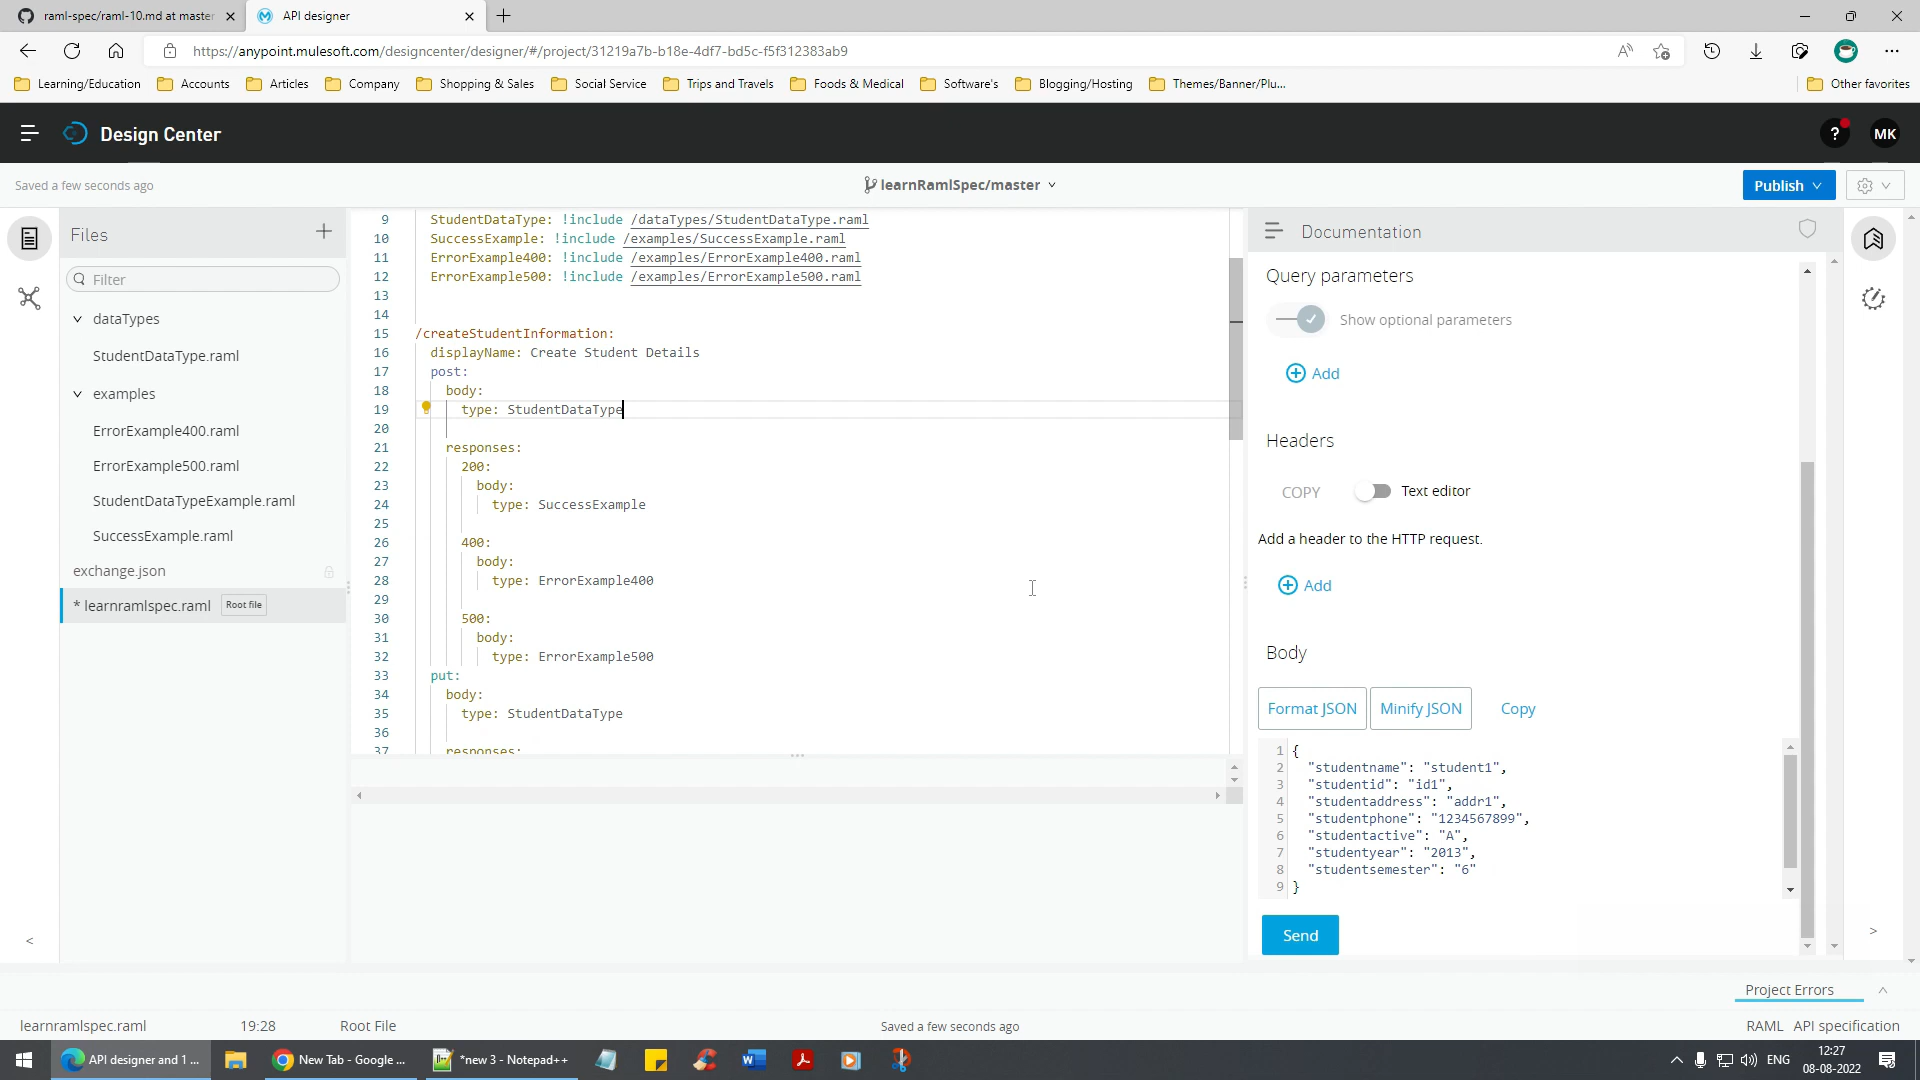 raml-spec/raml-10.md at master
API designer
https://anypoint.mulesoft.com/designcenter/designer/#/project/31219a7b-b18e-4df7-bd5c-f5f312383ab9
Learning/Education
Accounts
Articles
Company
Shopping & Sales
Social Service
Trips and Travels
Foods & Medical
Software's
Blogging/Hosting
Themes/Banner/Plu...
Other favorites
Design Center
?
MK
Saved a few seconds ago
learnRamlSpec/master
Publish
Files
Filter
dataTypes
StudentDataType.raml
examples
ErrorExample400.raml
ErrorExample500.raml
StudentDataTypeExample.raml
SuccessExample.raml
exchange.json
* learnramlspec.raml Root file
9 StudentDataType: !include /dataTypes/StudentDataType.raml
10 SuccessExample: !include /examples/SuccessExample.raml
11 ErrorExample400: !include /examples/ErrorExample400.raml
12 ErrorExample500: !include /examples/ErrorExample500.raml
13
14
15 /createStudentInformation:
16 displayName: Create Student Details
17 post:
18 body:
19 type: StudentDataType
20
21 responses:
22 200:
23 body:
24 type: SuccessExample
25
26 400:
27 body:
28 type: ErrorExample400
29
30 500:
31 body:
32 type: ErrorExample500
33 put:
34 body:
35 type: StudentDataType
36
37 responses:
Documentation
Query parameters
Show optional parameters
Add
Headers
COPY
Text editor
Add a header to the HTTP request.
Add
Body
Format JSON
Minify JSON
Copy
1 {
2 "studentname": "student1",
3 "studentid": "id1",
4 "studentaddress": "addr1",
5 "studentphone": "1234567899",
6 "studentactive": "A",
7 "studentyear": "2013",
8 "studentsemester": "6"
9 }
Send
Project Errors
learnramlspec.raml
19:28
Root File
Saved a few seconds ago
RAML API specification
API designer and 1 ...
New Tab - Google ...
*new 3 - Notepad++
ENG
12:27
08-08-2022